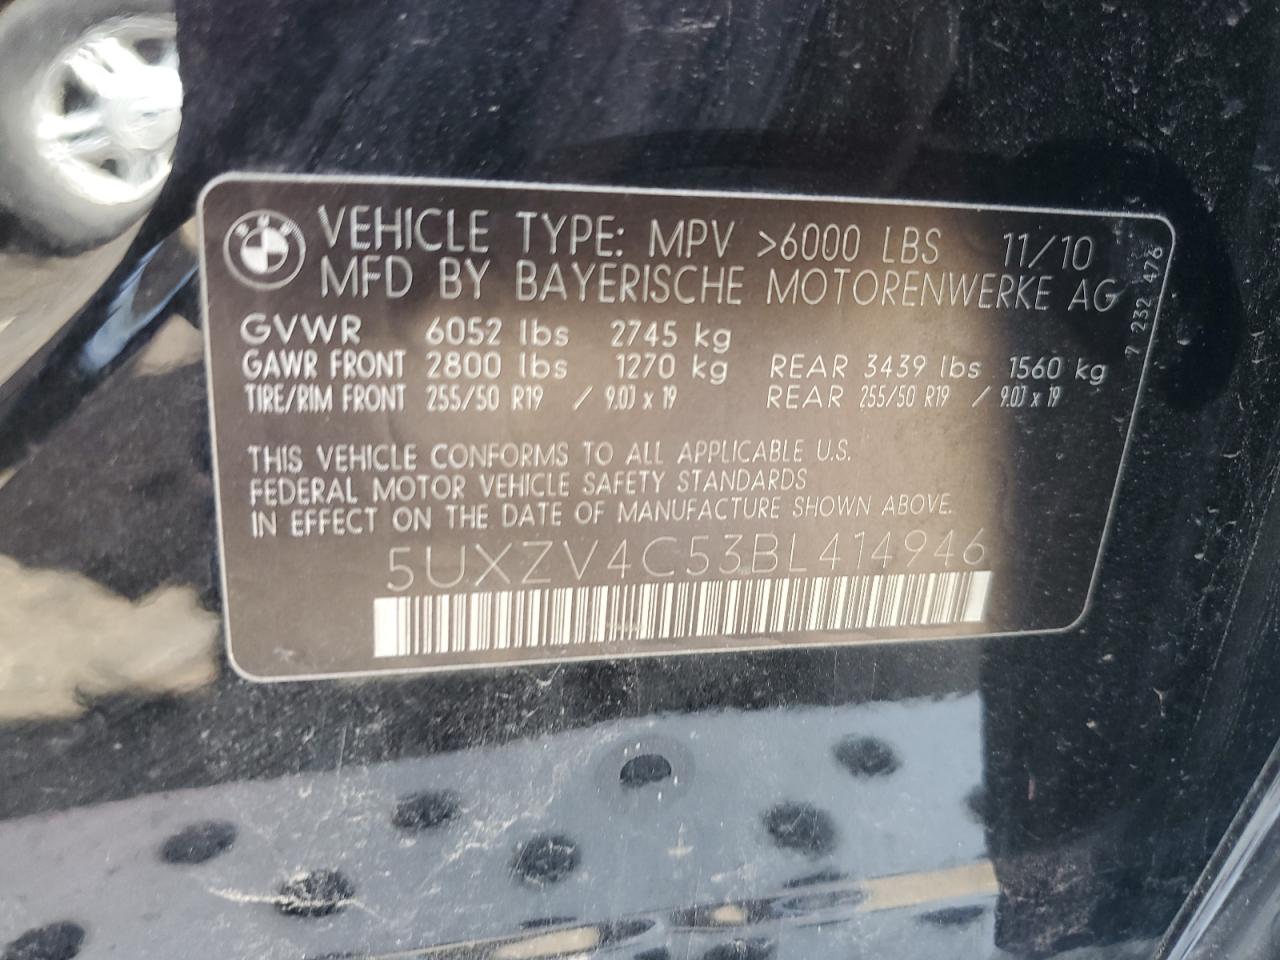 VEHICLE TYPE: MPV >6000 LBS 11/10
MFD BY BAYERISCHE MOTORENWERKE AG
GVWR 6052 lbs 2745 kg
GAWR FRONT 2800 lbs 1270 kg REAR 3439 lbs 1560 kg
TIRE/RIM FRONT 255/50 R19 / 9.0J x 19 REAR 255/50 R19 / 9.0J x 19
THIS VEHICLE CONFORMS TO ALL APPLICABLE U.S.
FEDERAL MOTOR VEHICLE SAFETY STANDARDS
IN EFFECT ON THE DATE OF MANUFACTURE SHOWN ABOVE.
5UXZV4C53BL414946
7 232 476